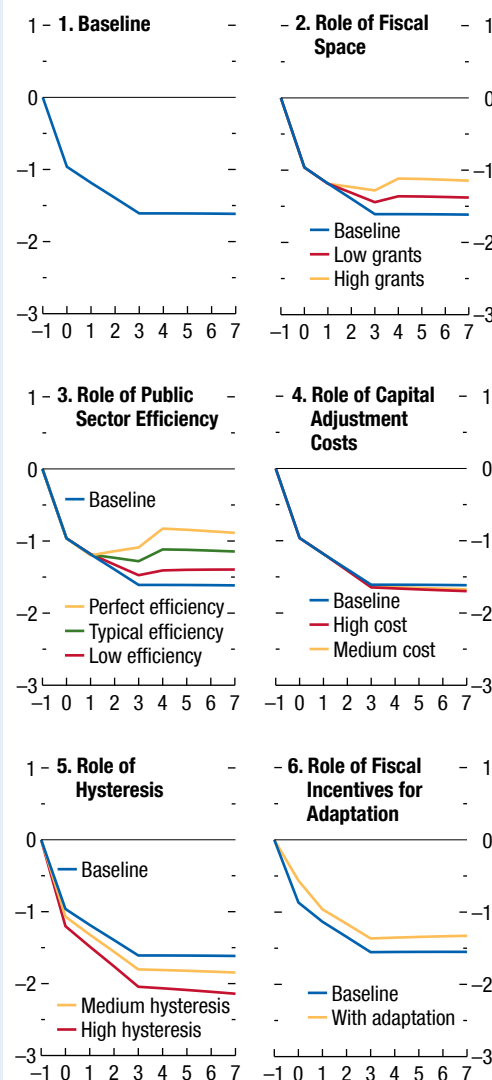 1. Baseline
1
0
–1
–2
–3
–1 0 1 2 3 4 5 6 7
2. Role of Fiscal
Space
1
0
–1
–2
–3
Baseline
Low grants
High grants
–1 0 1 2 3 4 5 6 7
3. Role of Public
Sector Efficiency
1
0
–1
–2
–3
Baseline
Perfect efficiency
Typical efficiency
Low efficiency
–1 0 1 2 3 4 5 6 7
4. Role of Capital
Adjustment
Costs
1
0
–1
–2
–3
Baseline
High cost
Medium cost
–1 0 1 2 3 4 5 6 7
5. Role of
Hysteresis
1
0
–1
–2
–3
Baseline
Medium hysteresis
High hysteresis
–1 0 1 2 3 4 5 6 7
6. Role of Fiscal
Incentives for
Adaptation
1
0
–1
–2
–3
Baseline
With adaptation
–1 0 1 2 3 4 5 6 7